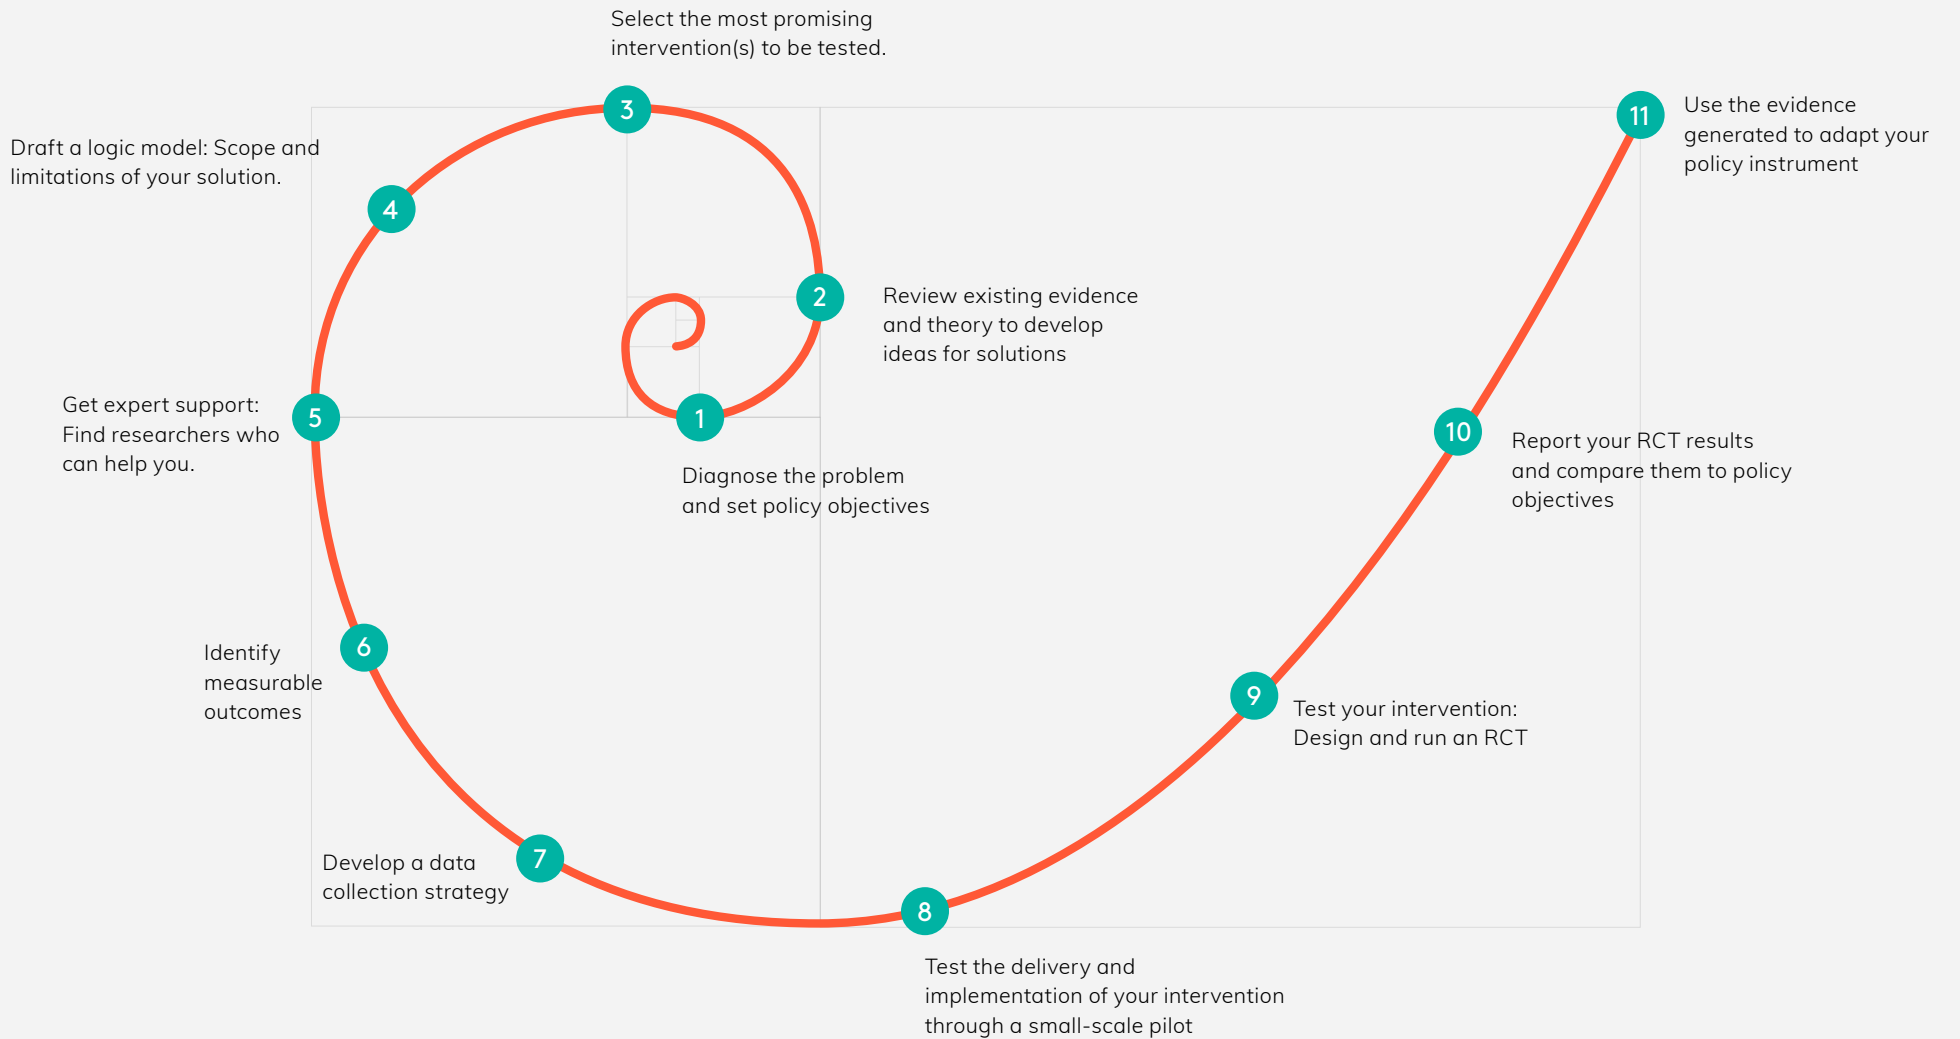 1
Diagnose the problem
and set policy objectives
2
Review existing evidence
and theory to develop
ideas for solutions
3
Select the most promising
intervention(s) to be tested.
4
Draft a logic model: Scope and
limitations of your solution.
5
Get expert support:
Find researchers who
can help you.
6
Identify
measurable
outcomes
7
Develop a data
collection strategy
8
Test the delivery and
implementation of your intervention
through a small-scale pilot
9
Test your intervention:
Design and run an RCT
10
Report your RCT results
and compare them to policy
objectives
11
Use the evidence
generated to adapt your
policy instrument